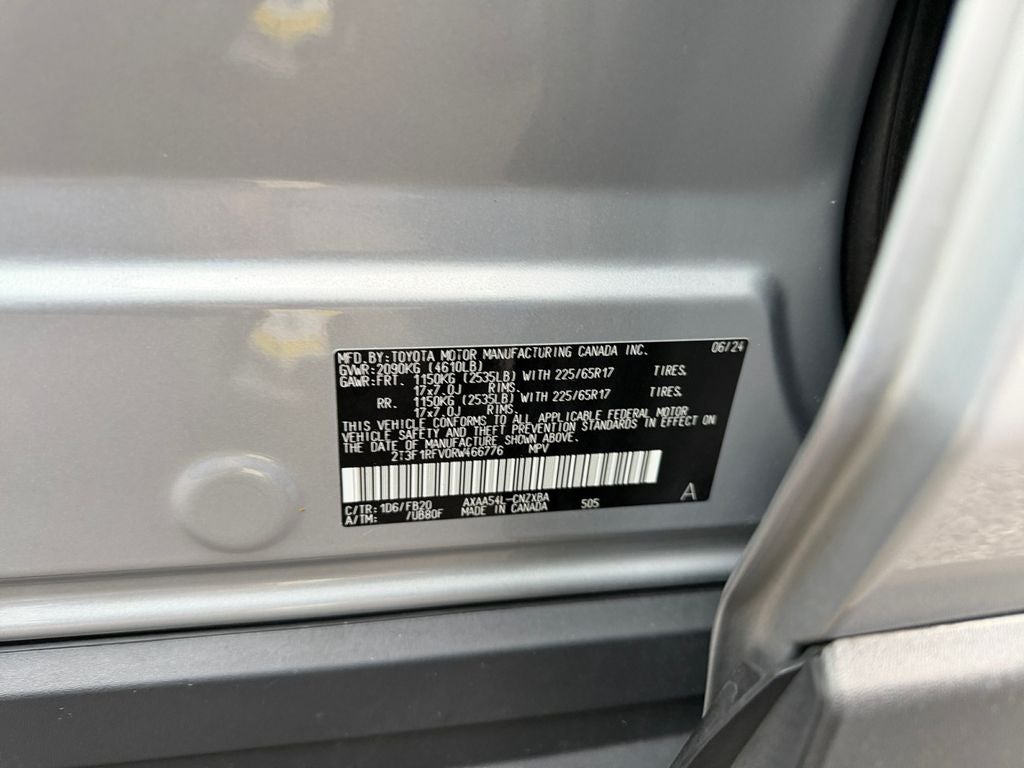 MFD.BY:TOYOTA MOTOR MANUFACTURING CANADA INC. 06/24
GVWR:2090KG (4610LB)
GAWR:FRT. 1150KG (2535LB) WITH 225/65R17 TIRES.
17x7.0J RIMS.
RR. 1150KG (2535LB) WITH 225/65R17 TIRES.
17x7.0J RIMS.
THIS VEHICLE CONFORMS TO ALL APPLICABLE FEDERAL MOTOR
VEHICLE SAFETY AND THEFT PREVENTION STANDARDS IN EFFECT ON
THE DATE OF MANUFACTURE SHOWN ABOVE.
2T3F1RFV0RW466776 MPV
C/TR:1D6/FB20 AXAA54L-CNZXBA 50S
A/TM: /UB80F MADE IN CANADA
A